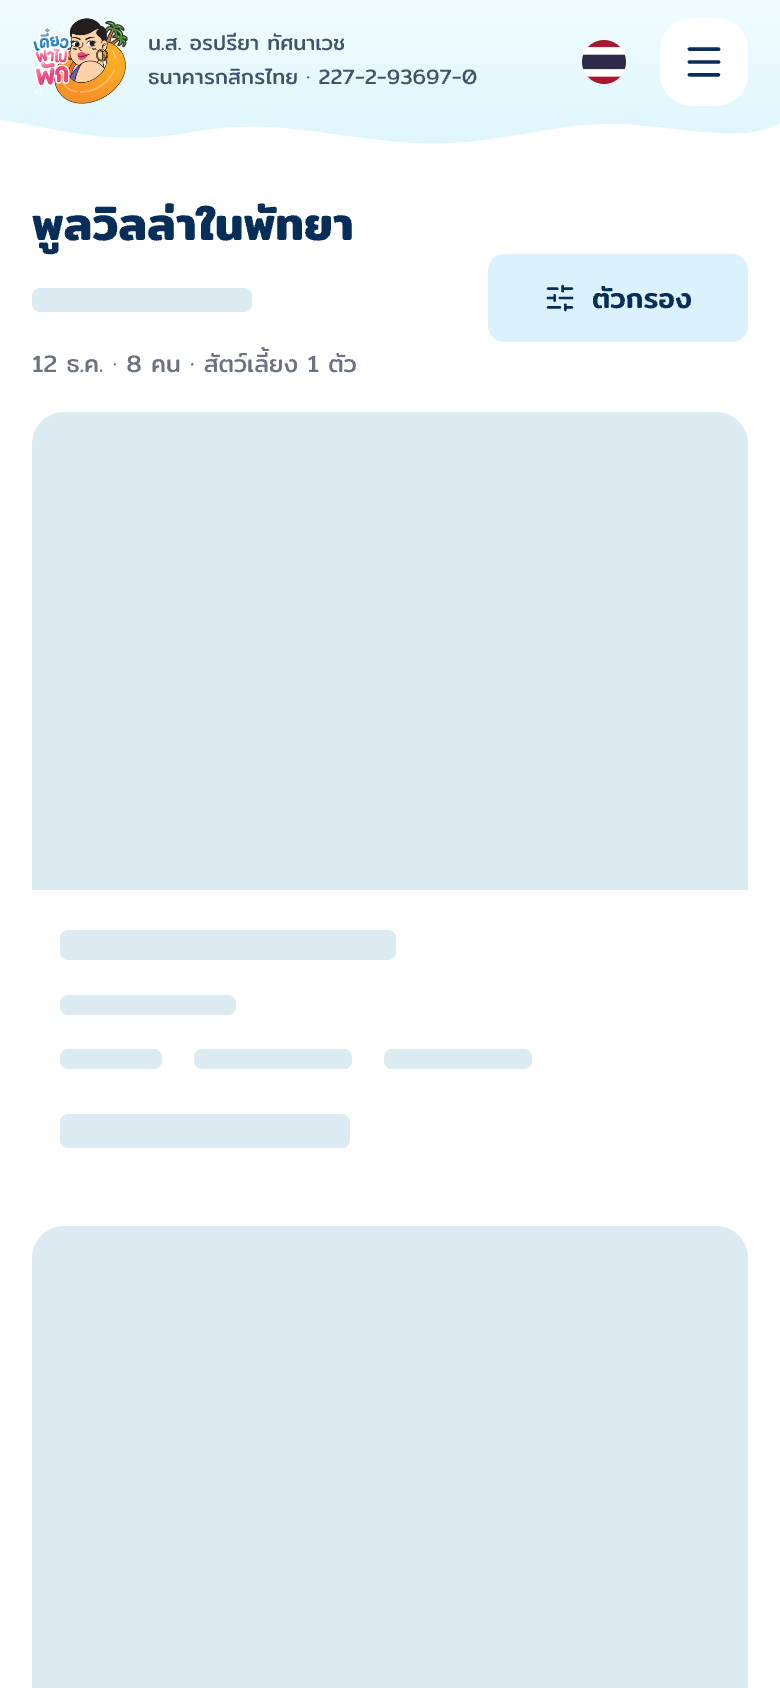 เดี๋ยว
พาไป
พัก
น.ส. อรปรียา ทัศนาเวช
ธนาคารกสิกรไทย · 227-2-93697-0
พูลวิลล่าในพัทยา
ตัวกรอง
12 ธ.ค. · 8 คน · สัตว์เลี้ยง 1 ตัว